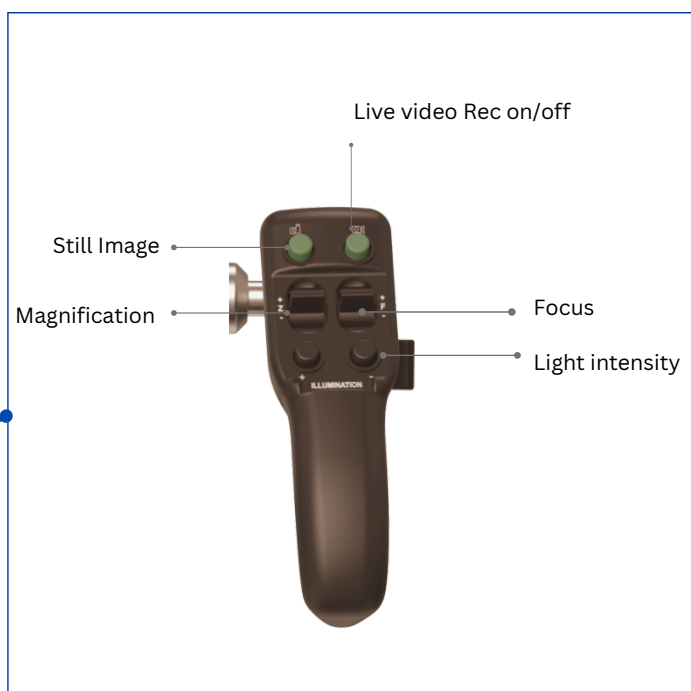 Live video Rec on/off
Still Image
Magnification
Focus
Light intensity
+
Z
-
+
F
-
+ ILLUMINATION -